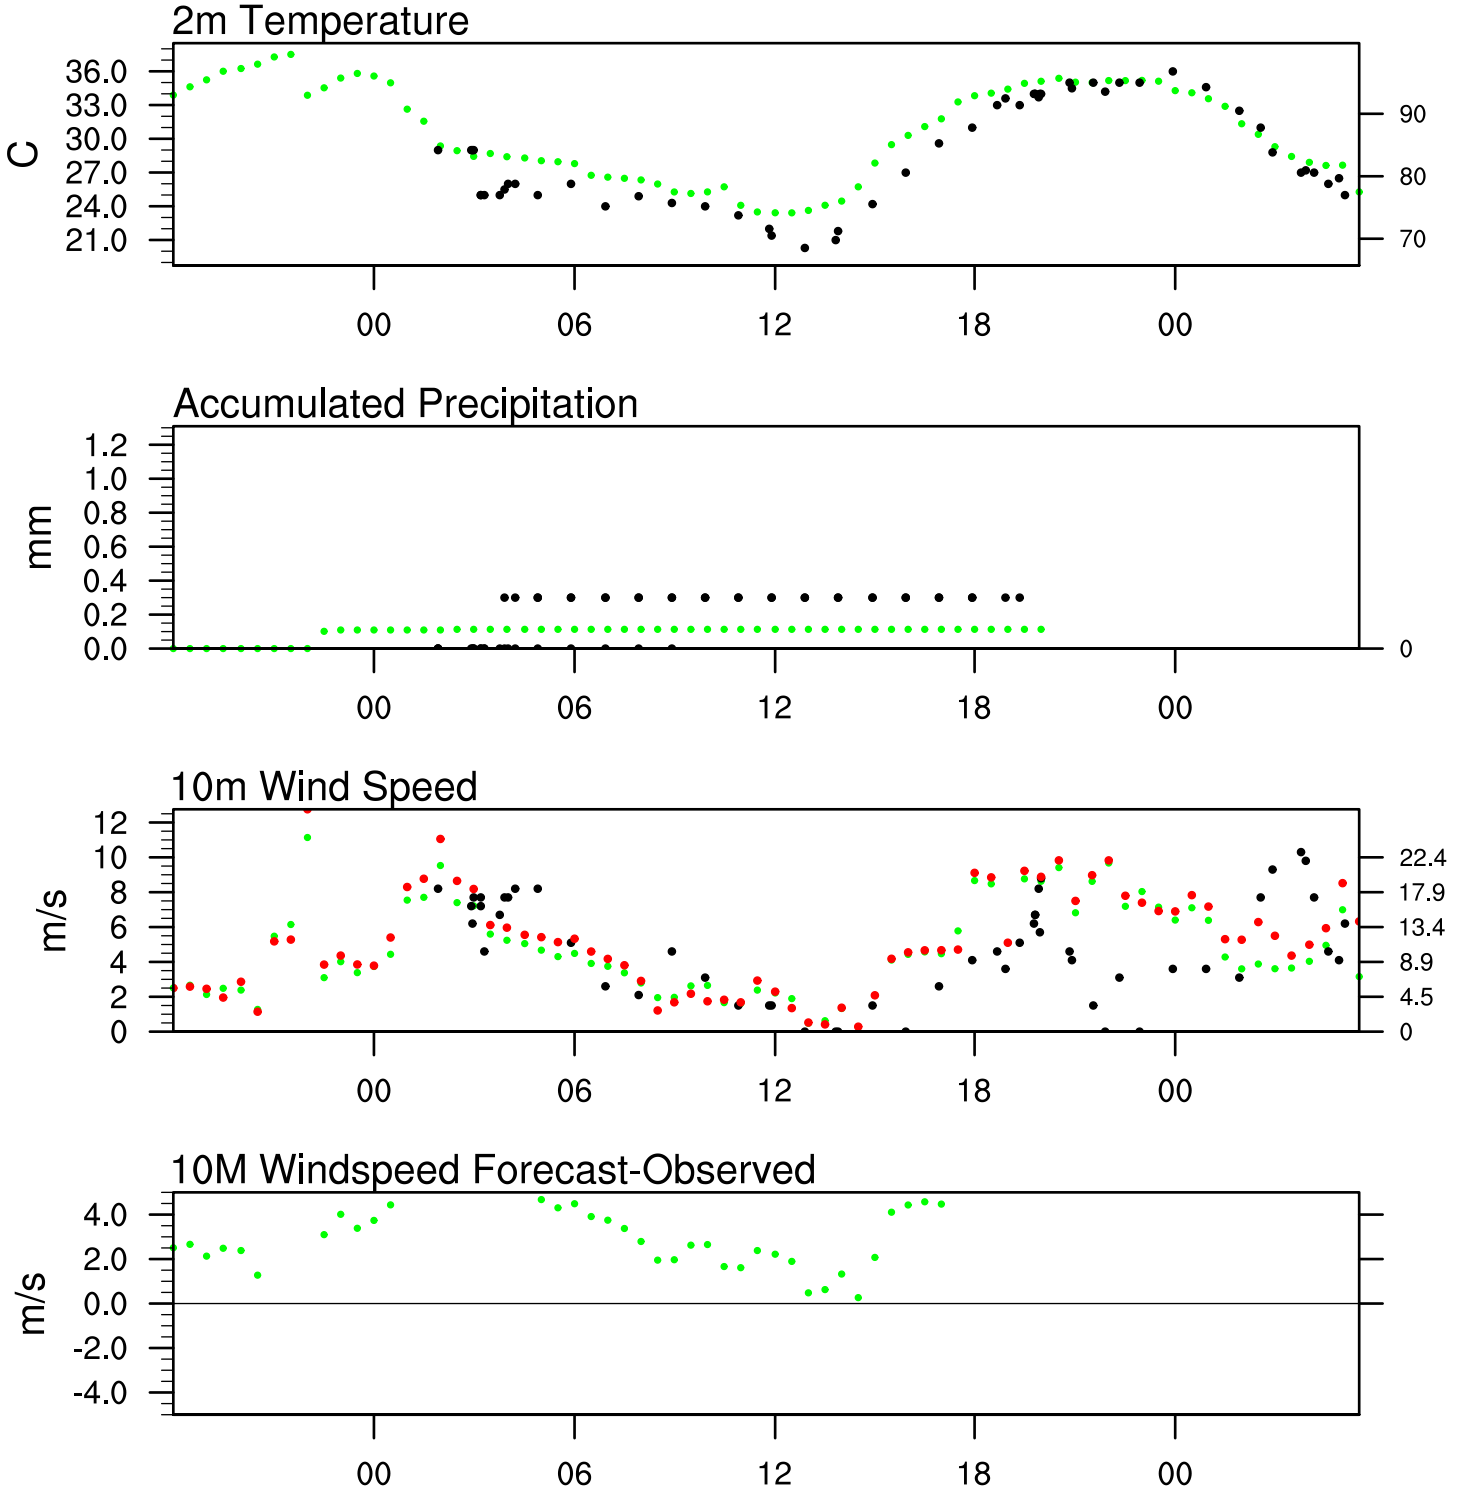 2m Temperature
36.0
33.0
90
30.0
C
27.0
80
24.0
21.0
70
00 06 12 18 00
Accumulated Precipitation
1.2
1.0
0.8
mm
0.6
0.4
0.2
0.0 0
00 06 12 18 00
10m Wind Speed
12
10 22.4
8 17.9
m/s
6 13.4
4 8.9
2 4.5
0 0
00 06 12 18 00
10M Windspeed Forecast-Observed
4.0
2.0
m/s
0.0
-2.0
-4.0
00 06 12 18 00